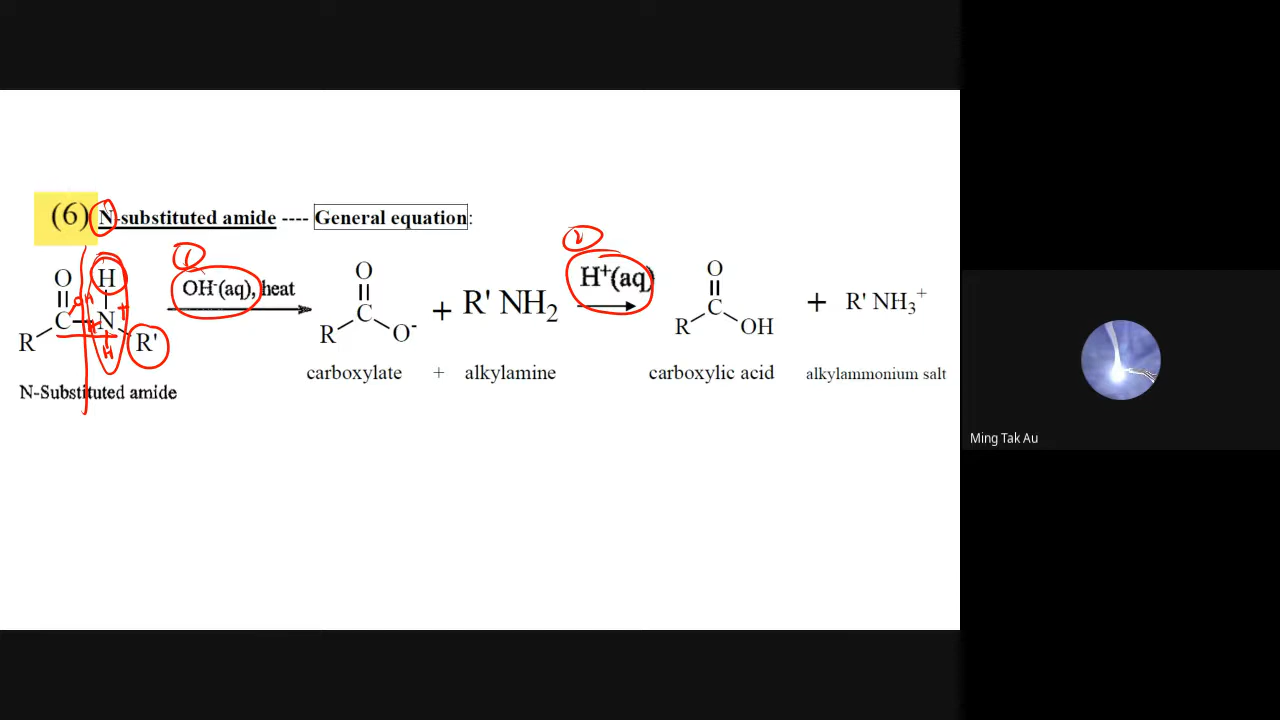 (6) N-substituted amide ---- General equation:
1
2
O H OH⁻(aq), heat O H⁺(aq) O
OH
C N H + C + R' NH₂ C + R' NH₃⁺
R H R' R O⁻ R OH
N-Substituted amide carboxylate + alkylamine carboxylic acid alkylammonium salt
Ming Tak Au